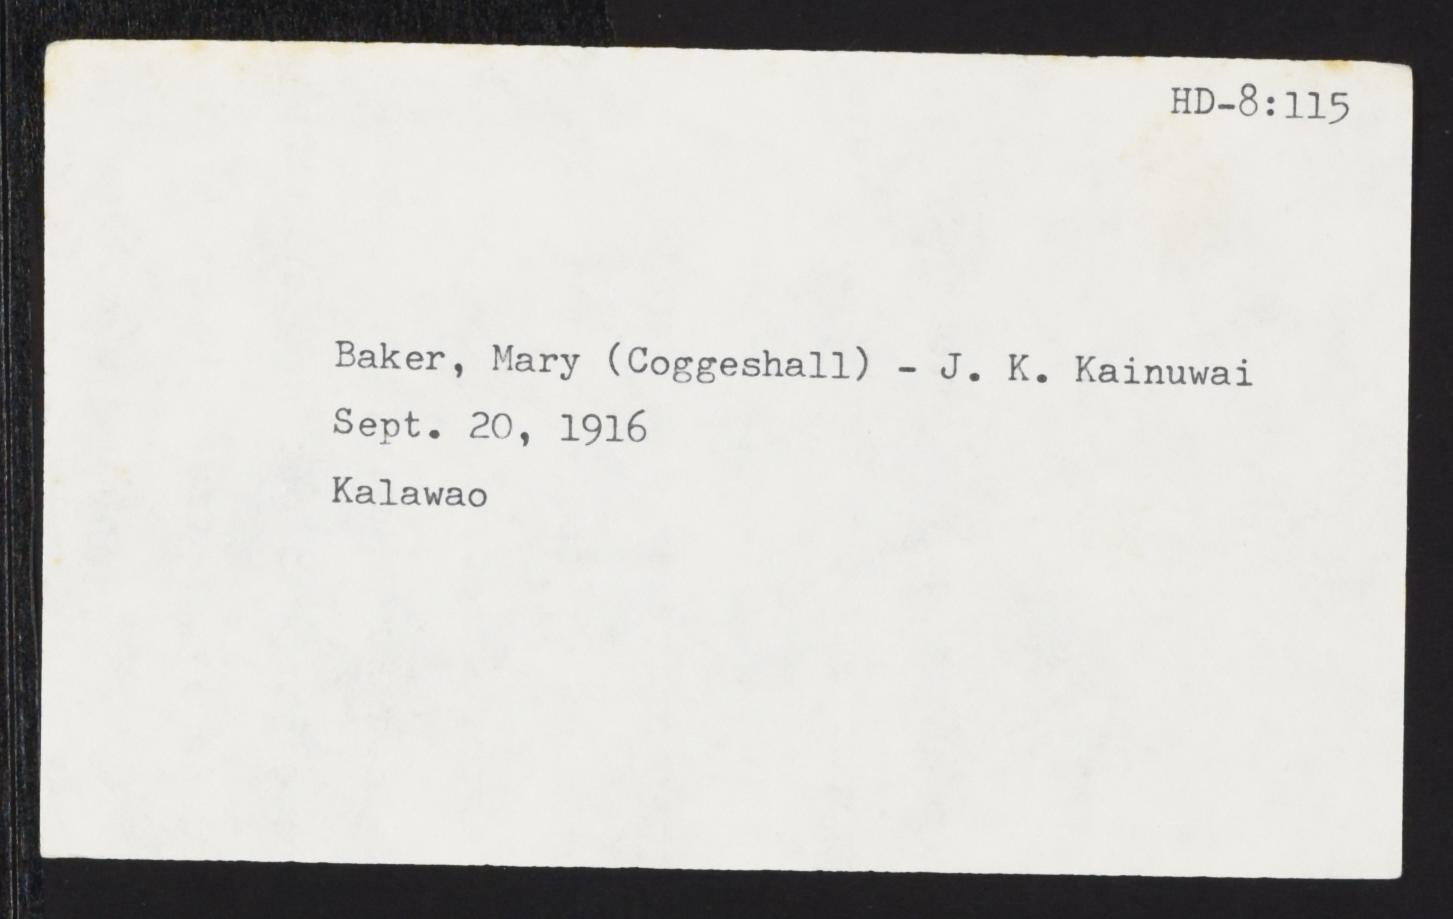 HD-8:115
Baker, Mary (Coggeshall) - J. K. Kainuwai
Sept. 20, 1916
Kalawao